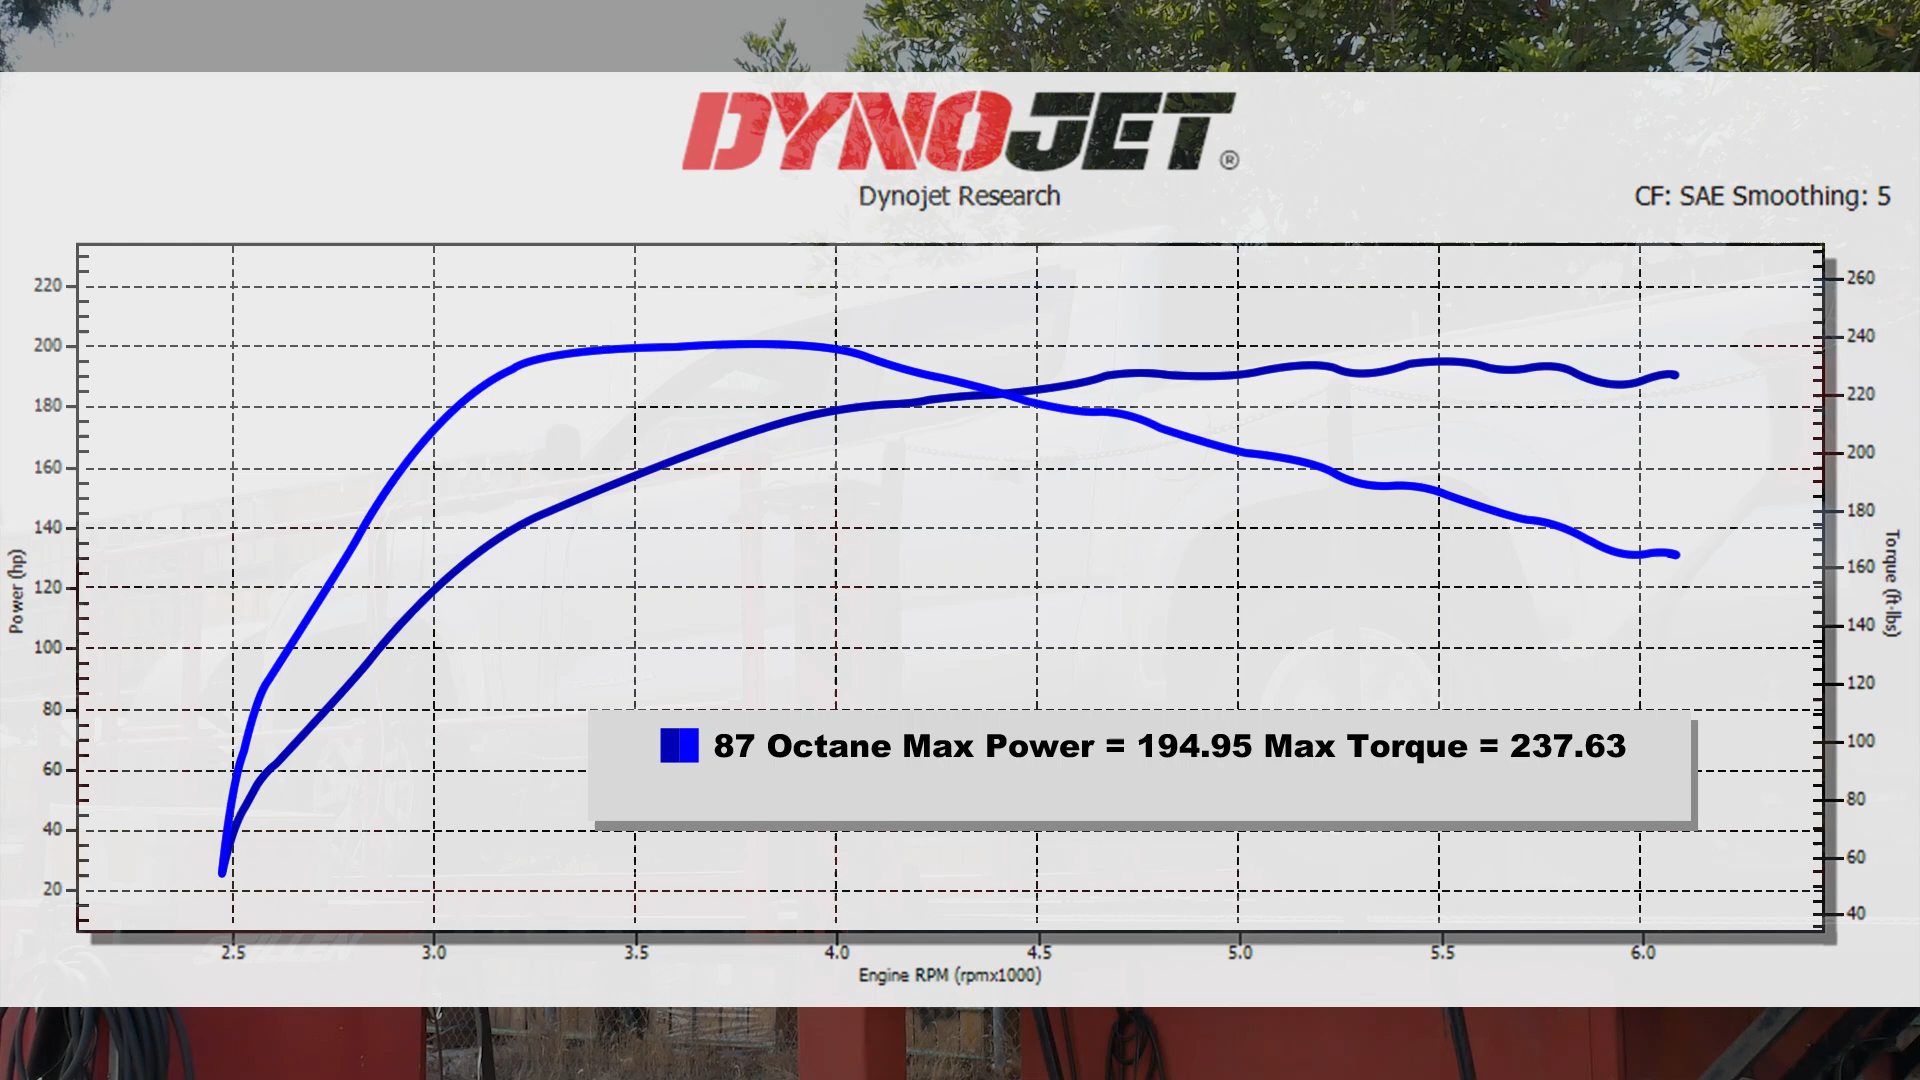 DYNOJET®
Dynojet Research
CF: SAE Smoothing: 5
220
200
180
160
140
120
100
80
60
40
20
Power (hp)
260
240
220
200
180
160
140
120
100
80
60
40
Torque (ft-lbs)
87 Octane Max Power = 194.95 Max Torque = 237.63
2.5 3.0 3.5 4.0 4.5 5.0 5.5 6.0
Engine RPM (rpmx1000)
STILLEN